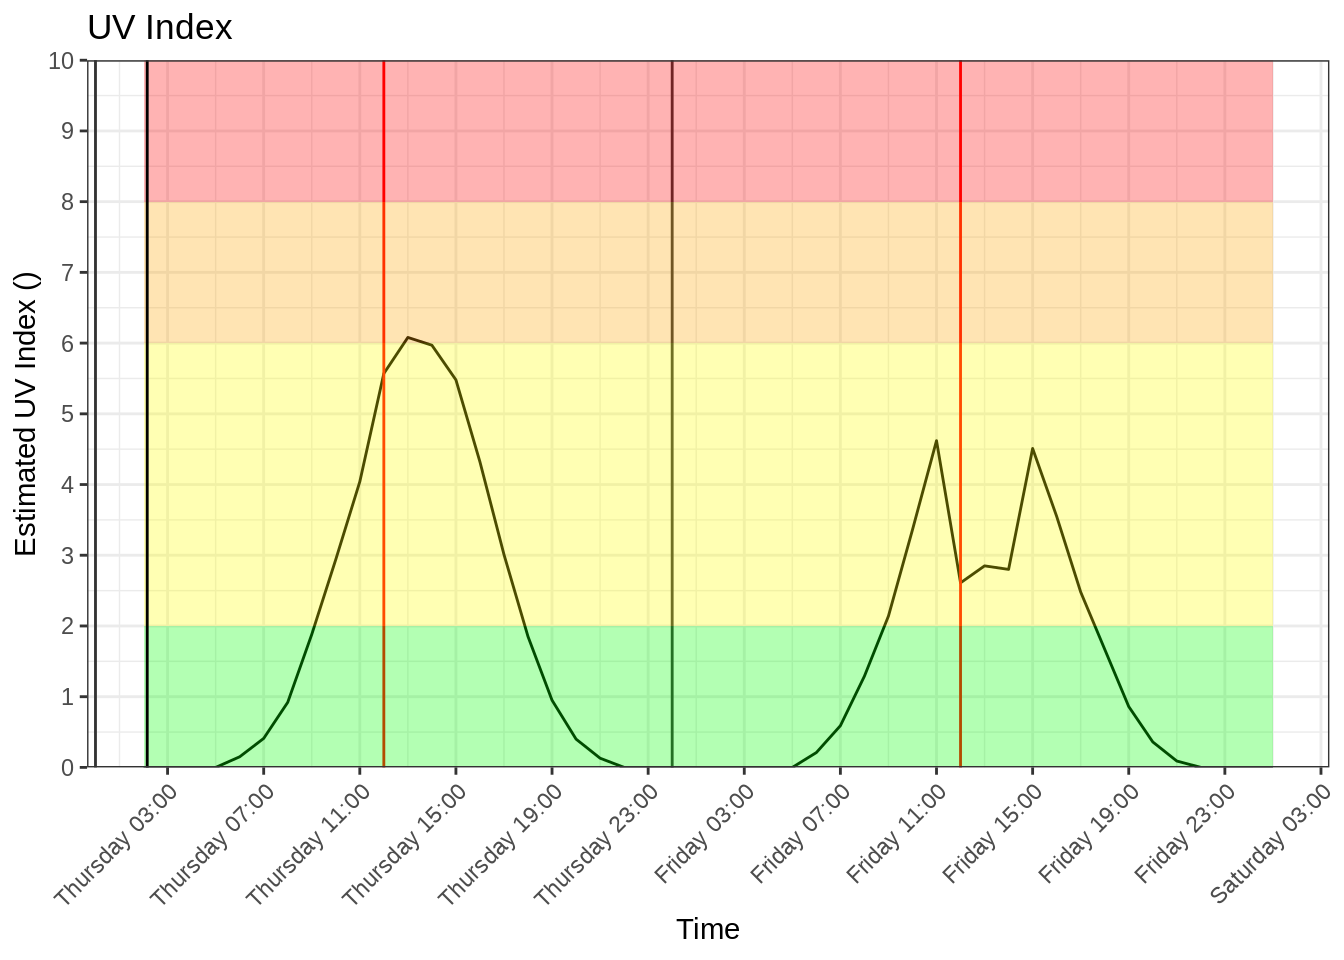 UV Index
10
9
8
7
6
5
4
3
2
1
0
Estimated UV Index ()
Thursday 03:00
Thursday 07:00
Thursday 11:00
Thursday 15:00
Thursday 19:00
Thursday 23:00
Friday 03:00
Friday 07:00
Friday 11:00
Friday 15:00
Friday 19:00
Friday 23:00
Saturday 03:00
Time